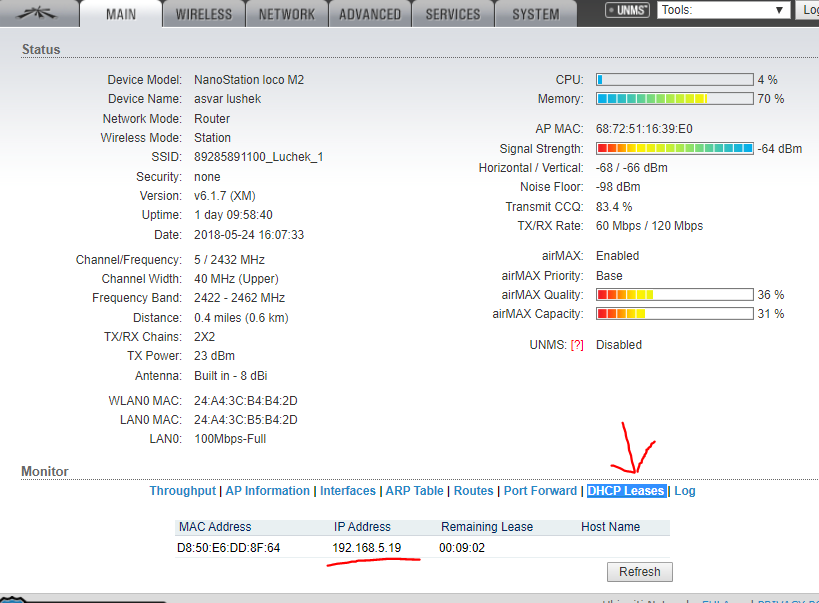 MAIN WIRELESS NETWORK ADVANCED SERVICES SYSTEM UNMS Tools: Log
Status
Device Model: NanoStation loco M2
Device Name: asvar lushek
Network Mode: Router
Wireless Mode: Station
SSID: 89285891100_Luchek_1
Security: none
Version: v6.1.7 (XM)
Uptime: 1 day 09:58:40
Date: 2018-05-24 16:07:33
Channel/Frequency: 5 / 2432 MHz
Channel Width: 40 MHz (Upper)
Frequency Band: 2422 - 2462 MHz
Distance: 0.4 miles (0.6 km)
TX/RX Chains: 2X2
TX Power: 23 dBm
Antenna: Built in - 8 dBi
WLAN0 MAC: 24:A4:3C:B4:B4:2D
LAN0 MAC: 24:A4:3C:B5:B4:2D
LAN0: 100Mbps-Full
CPU: 4 %
Memory: 70 %
AP MAC: 68:72:51:16:39:E0
Signal Strength: -64 dBm
Horizontal / Vertical: -68 / -66 dBm
Noise Floor: -98 dBm
Transmit CCQ: 83.4 %
TX/RX Rate: 60 Mbps / 120 Mbps
airMAX: Enabled
airMAX Priority: Base
airMAX Quality: 36 %
airMAX Capacity: 31 %
UNMS: [?] Disabled
Monitor
Throughput | AP Information | Interfaces | ARP Table | Routes | Port Forward | DHCP Leases | Log
MAC Address IP Address Remaining Lease Host Name
D8:50:E6:DD:8F:64 192.168.5.19 00:09:02
Refresh